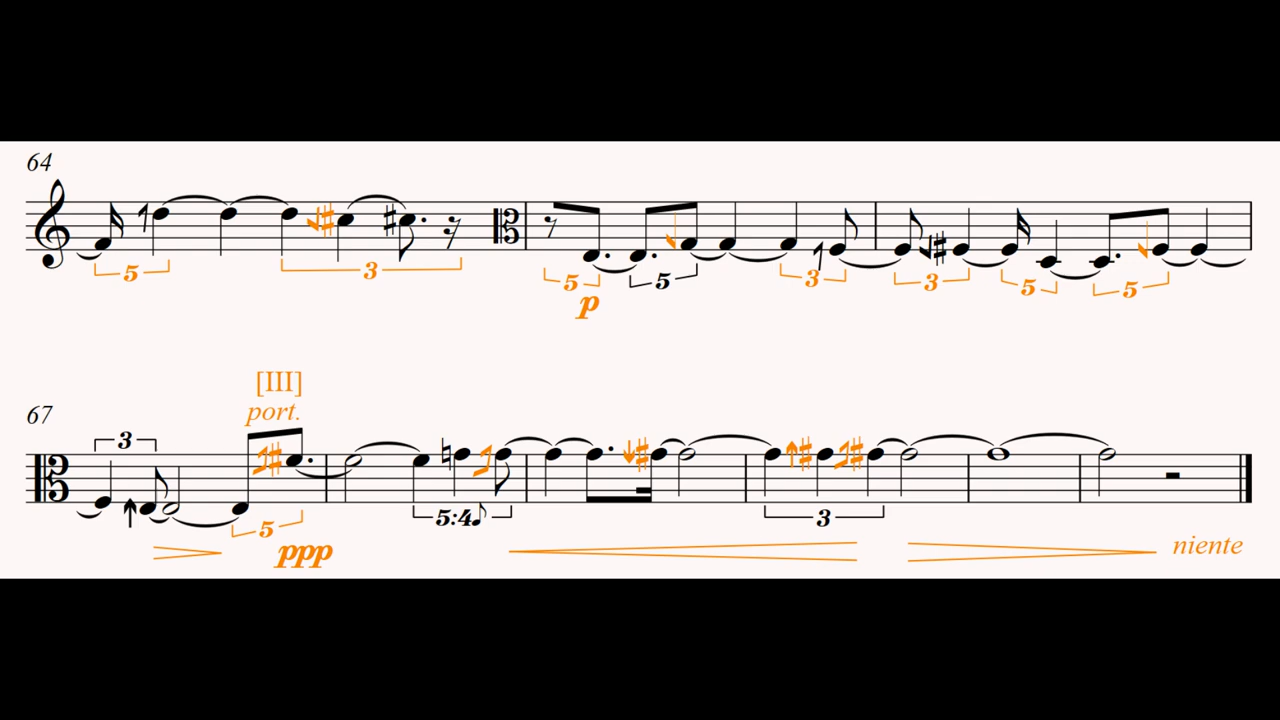 64
5 3 5 5 3 3 5 5
p
[III]
67 port.
3
5 5:4 3
ppp niente